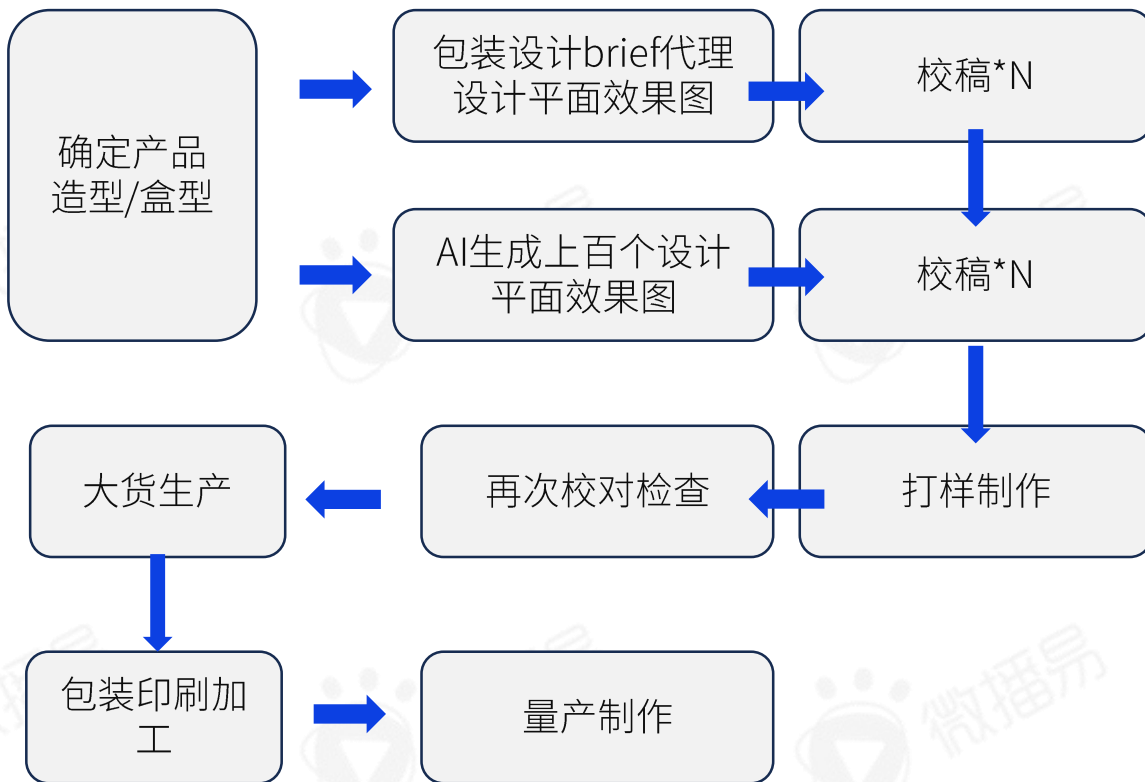 确定产品
造型/盒型
包装设计brief代理
设计平面效果图
校稿*N
AI生成上百个设计
平面效果图
校稿*N
大货生产
再次校对检查
打样制作
包装印刷加
工
量产制作
微播易